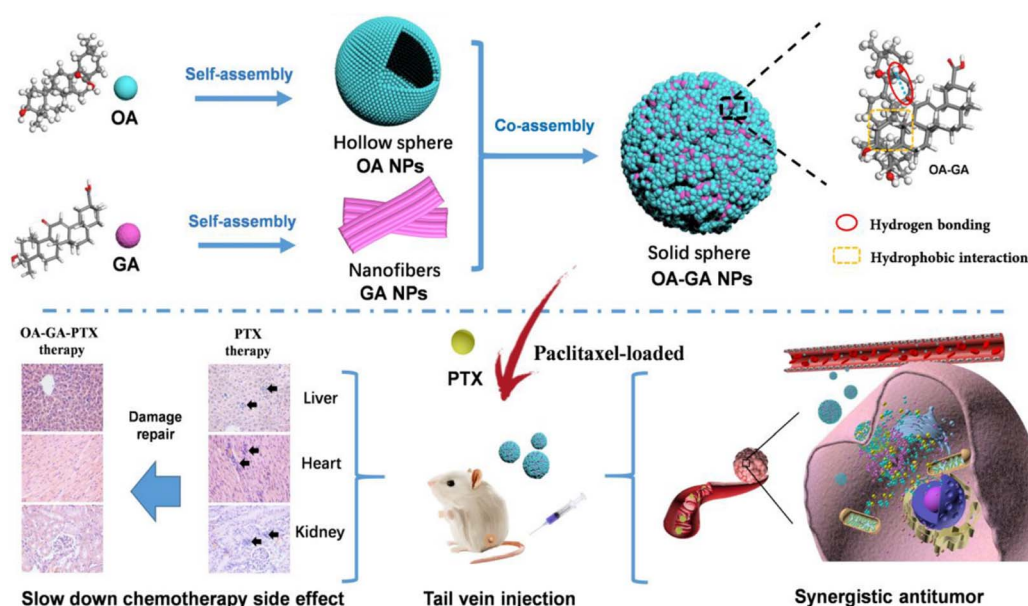 OA
Self-assembly
Hollow sphere
OA NPs
GA
Self-assembly
Nanofibers
GA NPs
Co-assembly
Solid sphere
OA-GA NPs
OA-GA
Hydrogen bonding
Hydrophobic interaction
OA-GA-PTX
therapy
Damage
repair
PTX
therapy
Liver
Heart
Kidney
Slow down chemotherapy side effect
PTX
Paclitaxel-loaded
Tail vein injection
Synergistic antitumor